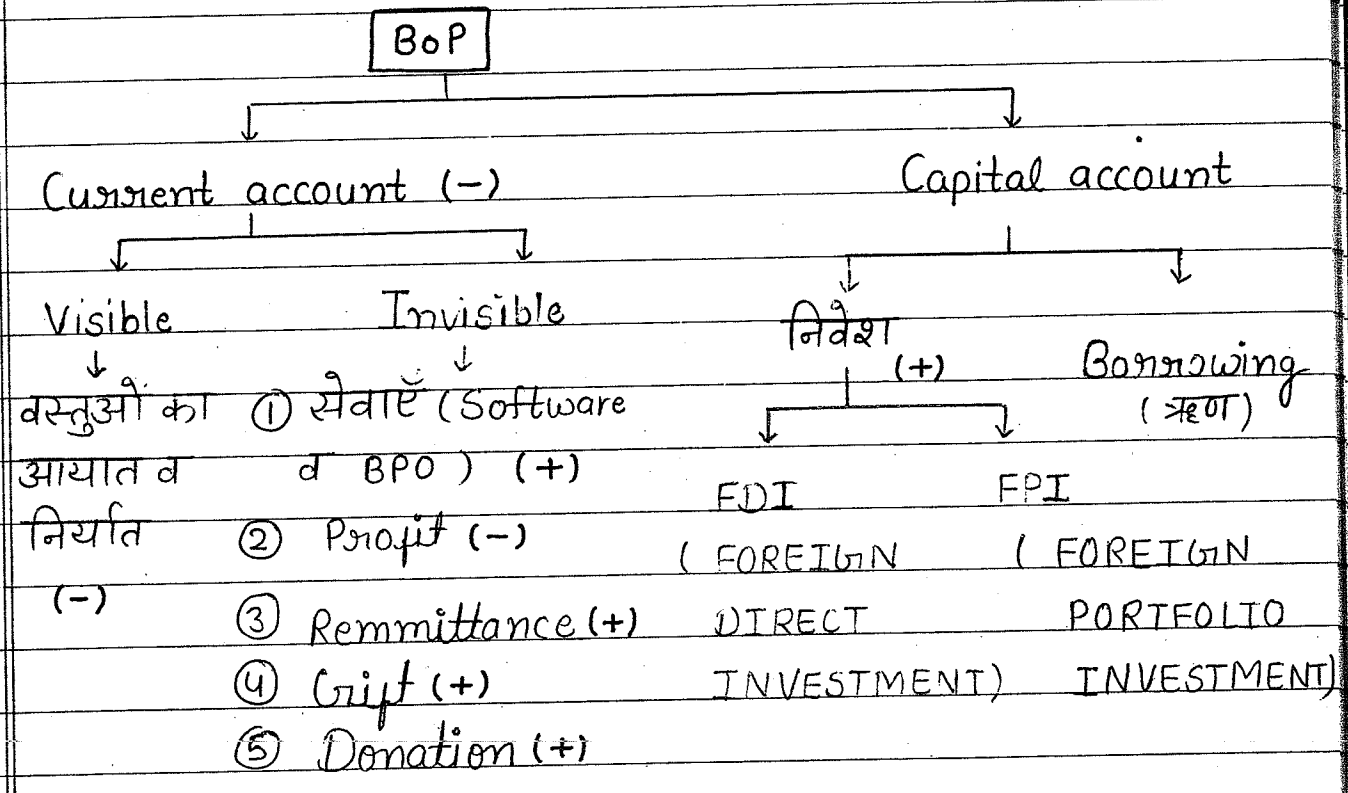 BOP
Current account (-)
Capital account
Visible
Invisible
वस्तुओं का
आयात व
निर्यात
(-)
① सेवाएँ (Software
व BPO) (+)
② Profit (-)
③ Remmittance (+)
④ Gift (+)
⑤ Donation (+)
निवेश
(+)
FDI
( FOREIGN
DIRECT
INVESTMENT)
FPI
( FOREIGN
PORTFOLIO
INVESTMENT)
Borrowing
(ऋण)